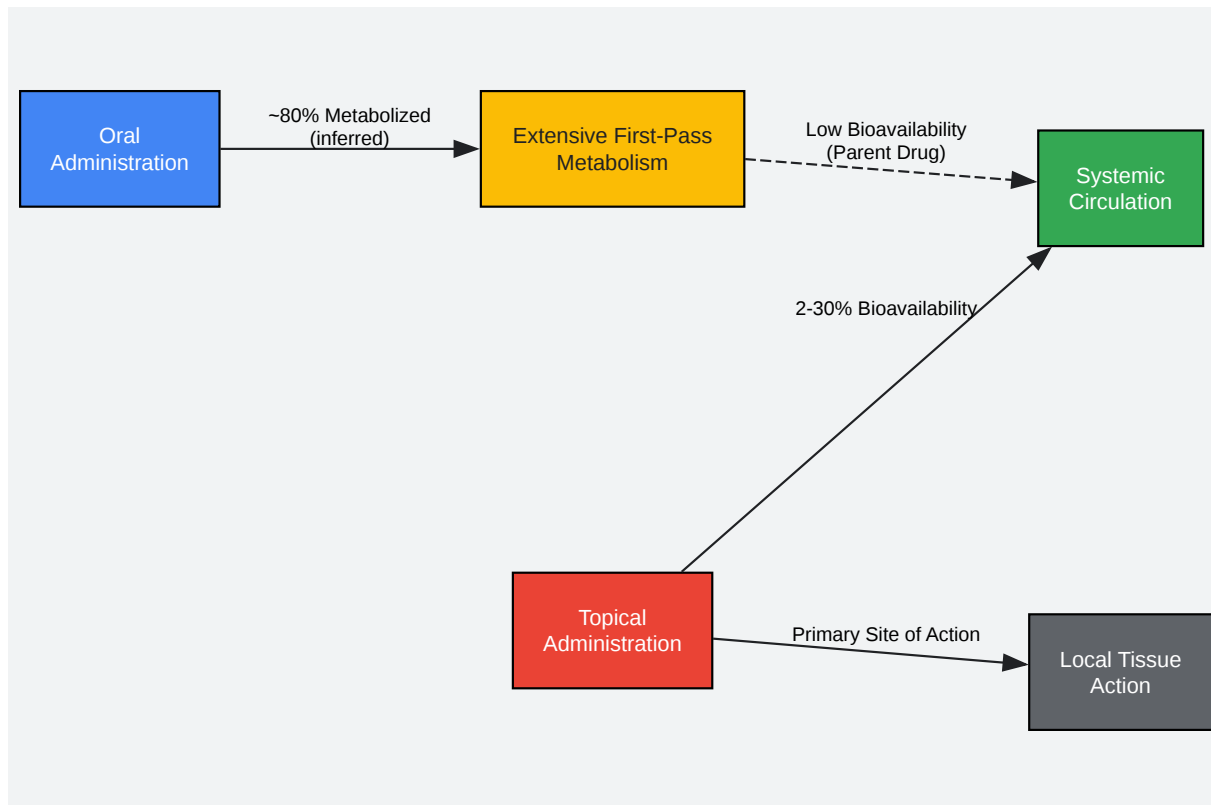 Oral
Administration
~80% Metabolized
(inferred)
Extensive First-Pass
Metabolism
Low Bioavailability
(Parent Drug)
Systemic
Circulation
2-30% Bioavailability
Topical
Administration
Primary Site of Action
Local Tissue
Action